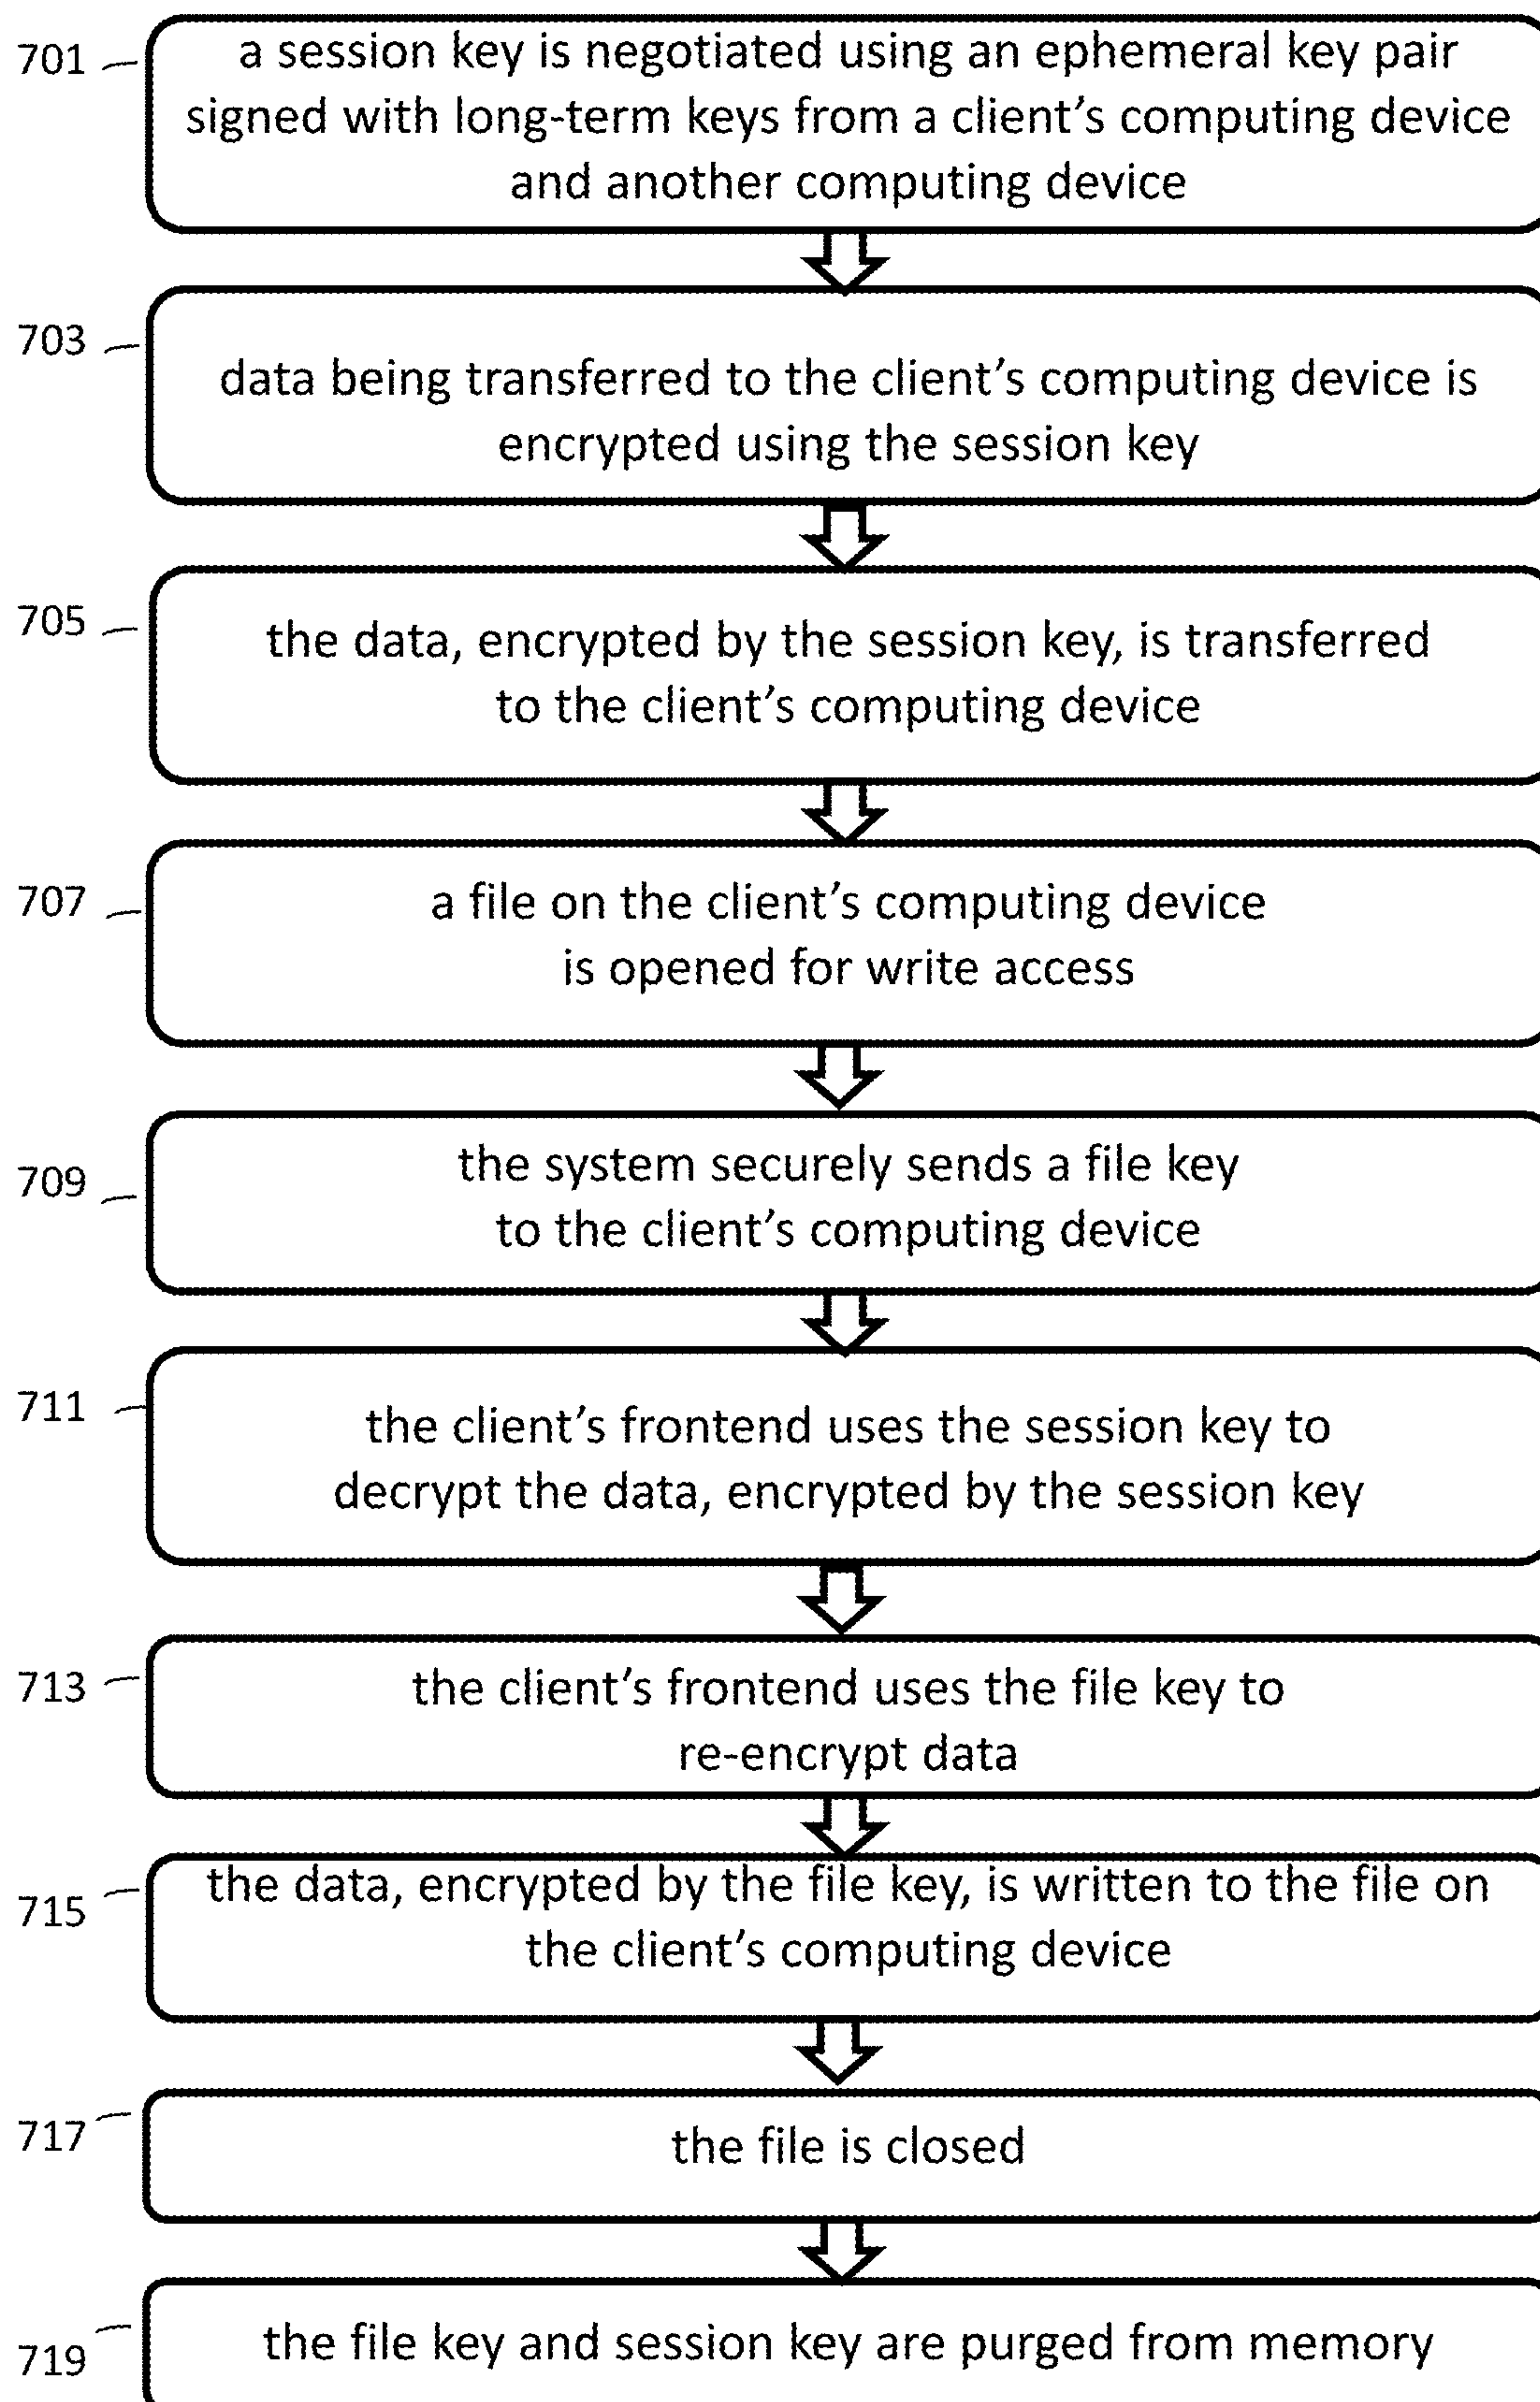 701
a session key is negotiated using an ephemeral key pair
signed with long-term keys from a client's computing device
and another computing device
703
data being transferred to the client's computing device is
encrypted using the session key
705
the data, encrypted by the session key, is transferred
to the client's computing device
707
a file on the client's computing device
is opened for write access
709
the system securely sends a file key
to the client's computing device
711
the client's frontend uses the session key to
decrypt the data, encrypted by the session key
713
the client's frontend uses the file key to
re-encrypt data
715
the data, encrypted by the file key, is written to the file on
the client's computing device
717
the file is closed
719
the file key and session key are purged from memory